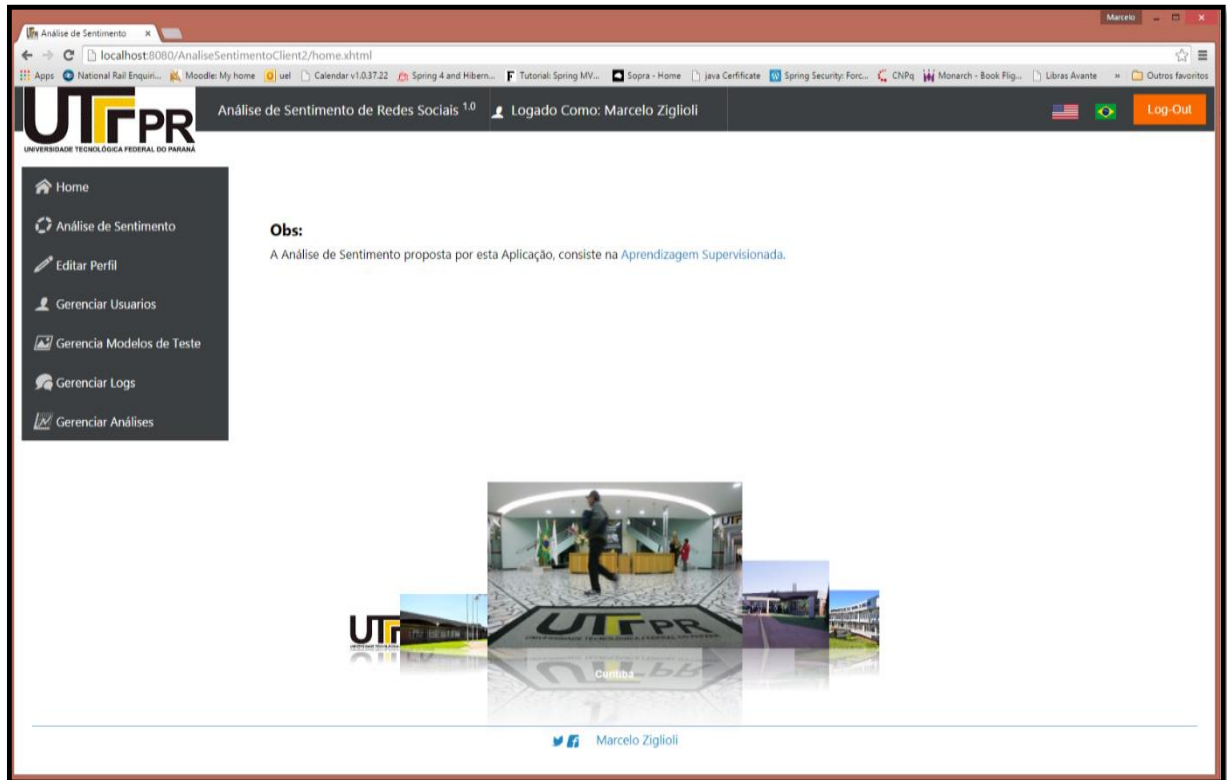 Marcelo
Análise de Sentimento
localhost:8080/AnaliseSentimentoClient2/home.xhtml
Apps National Rail Enquiri... Moodle: My home uel Calendar v1.0.37.22 Spring 4 and Hibern... Tutorial: Spring MV... Sopra - Home java Certificate Spring Security: Forc... CNPq Monarch - Book Flig... Libras Avante » Outros favoritos
UTFPR
UNIVERSIDADE TECNOLÓGICA FEDERAL DO PARANÁ
Análise de Sentimento de Redes Sociais 1.0
Logado Como: Marcelo Ziglioli
Log-Out
Home
Análise de Sentimento
Editar Perfil
Gerenciar Usuarios
Gerencia Modelos de Teste
Gerenciar Logs
Gerenciar Análises
Obs:
A Análise de Sentimento proposta por esta Aplicação, consiste na Aprendizagem Supervisionada.
UTF
UTFPR
Curitiba
Marcelo Ziglioli